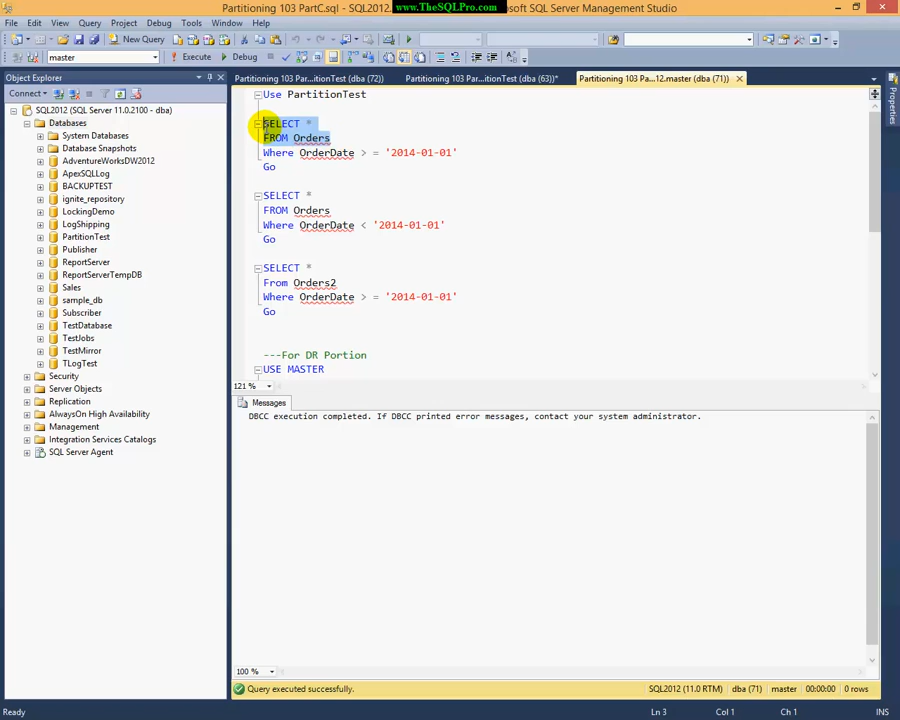 Partitioning 103 PartC.sql - SQL2012.
www.TheSQLPro.com
osoft SQL Server Management Studio
File Edit View Query Project Debug Tools Window Help
New Query
master
Execute
Debug
Object Explorer
Connect
SQL2012 (SQL Server 11.0.2100 - dba)
Databases
System Databases
Database Snapshots
AdventureWorksDW2012
ApexSQLLog
BACKUPTEST
ignite_repository
LockingDemo
LogShipping
PartitionTest
Publisher
ReportServer
ReportServerTempDB
Sales
sample_db
Subscriber
TestDatabase
TestJobs
TestMirror
TLogTest
Security
Server Objects
Replication
AlwaysOn High Availability
Management
Integration Services Catalogs
SQL Server Agent
Partitioning 103 Par...itionTest (dba (72))
Partitioning 103 Par...itionTest (dba (63))*
Partitioning 103 Pa...12.master (dba (71))
Use PartitionTest
SELECT *
FROM Orders
Where OrderDate > = '2014-01-01'
Go
SELECT *
FROM Orders
Where OrderDate < '2014-01-01'
Go
SELECT *
From Orders2
Where OrderDate > = '2014-01-01'
Go
---For DR Portion
USE MASTER
121 %
Messages
DBCC execution completed. If DBCC printed error messages, contact your system administrator.
100 %
Query executed successfully.
SQL2012 (11.0 RTM)
dba (71)
master
00:00:00
0 rows
Properties
Ready
Ln 3
Col 1
Ch 1
INS